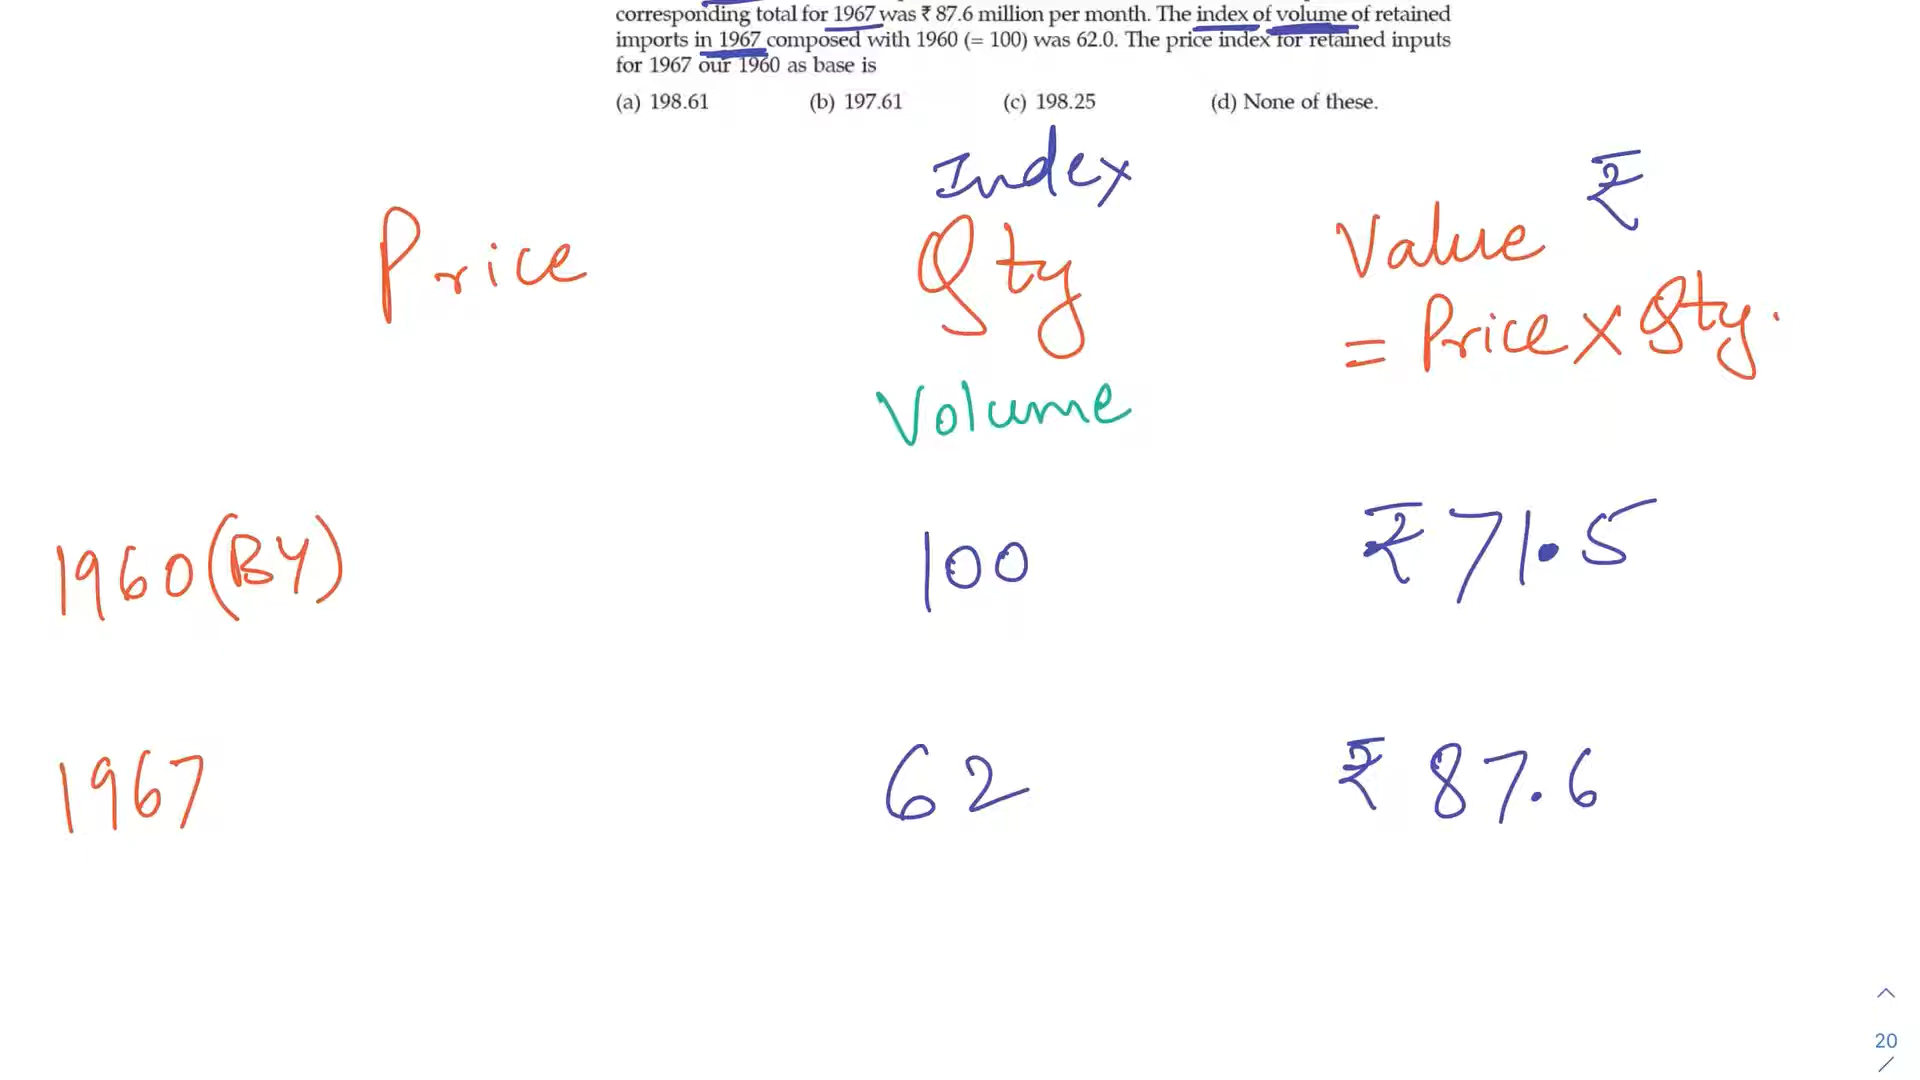 corresponding total for 1967 was ₹ 87.6 million per month. The index of volume of retained
imports in 1967 composed with 1960 (= 100) was 62.0. The price index for retained inputs
for 1967 our 1960 as base is
(a) 198.61 (b) 197.61 (c) 198.25 (d) None of these.
Index ₹
Price Qty Value
= Price X Qty.
Volume
1960 (BY) 100 ₹ 71.5
1967 62 ₹ 87.6
20